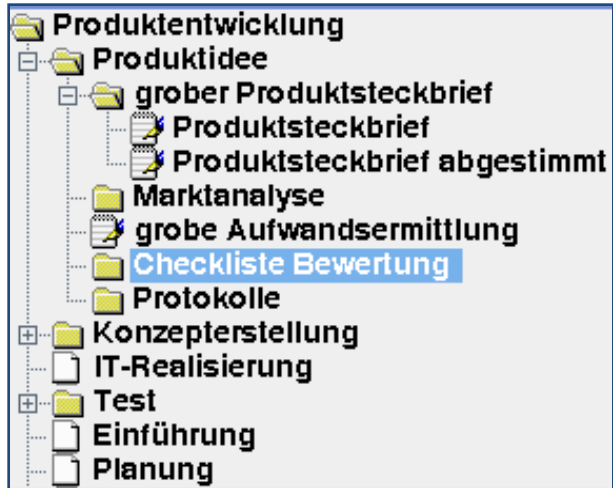 Produktentwicklung
Produktidee
grober Produktsteckbrief
Produktsteckbrief
Produktsteckbrief abgestimmt
Marktanalyse
grobe Aufwandsermittlung
Checkliste Bewertung
Protokolle
Konzepterstellung
IT-Realisierung
Test
Einführung
Planung